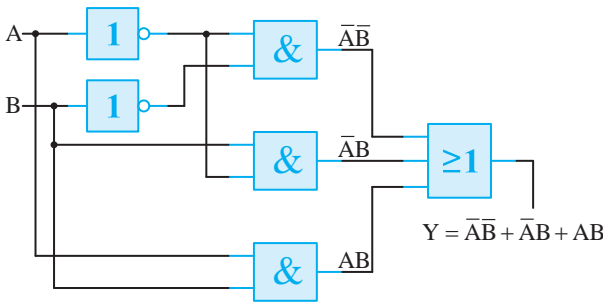 A
1
&
A̅B̅
B
1
&
A̅B
≥1
Y = A̅B̅ + A̅B + AB
&
AB